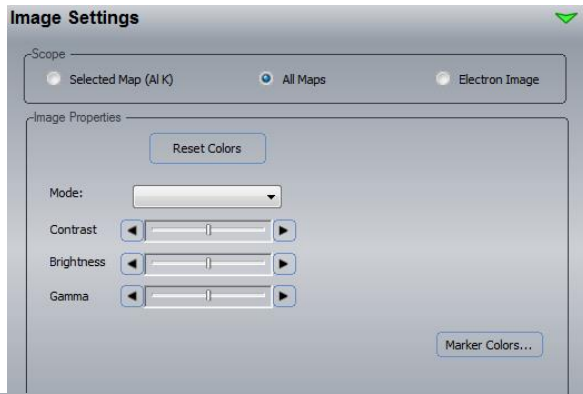 Image Settings
Scope
Selected Map (Al K)
All Maps
Electron Image
Image Properties
Reset Colors
Mode:
Contrast
Brightness
Gamma
Marker Colors...